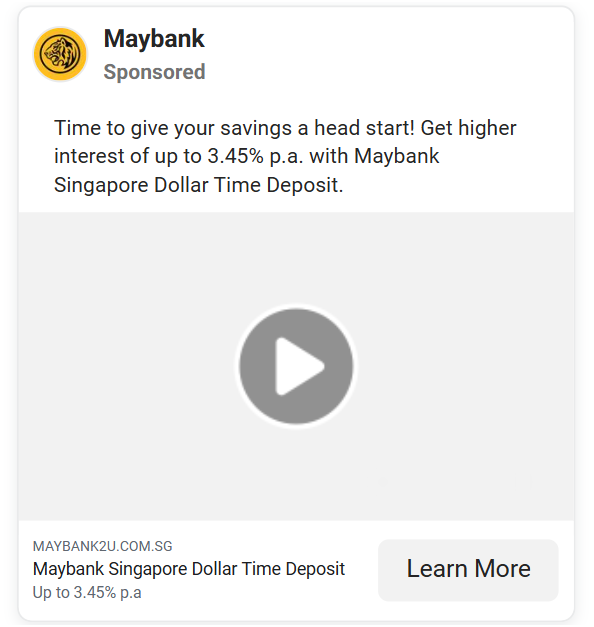 Maybank
Sponsored
Time to give your savings a head start! Get higher
interest of up to 3.45% p.a. with Maybank
Singapore Dollar Time Deposit.
MAYBANK2U.COM.SG
Maybank Singapore Dollar Time Deposit
Up to 3.45% p.a
Learn More